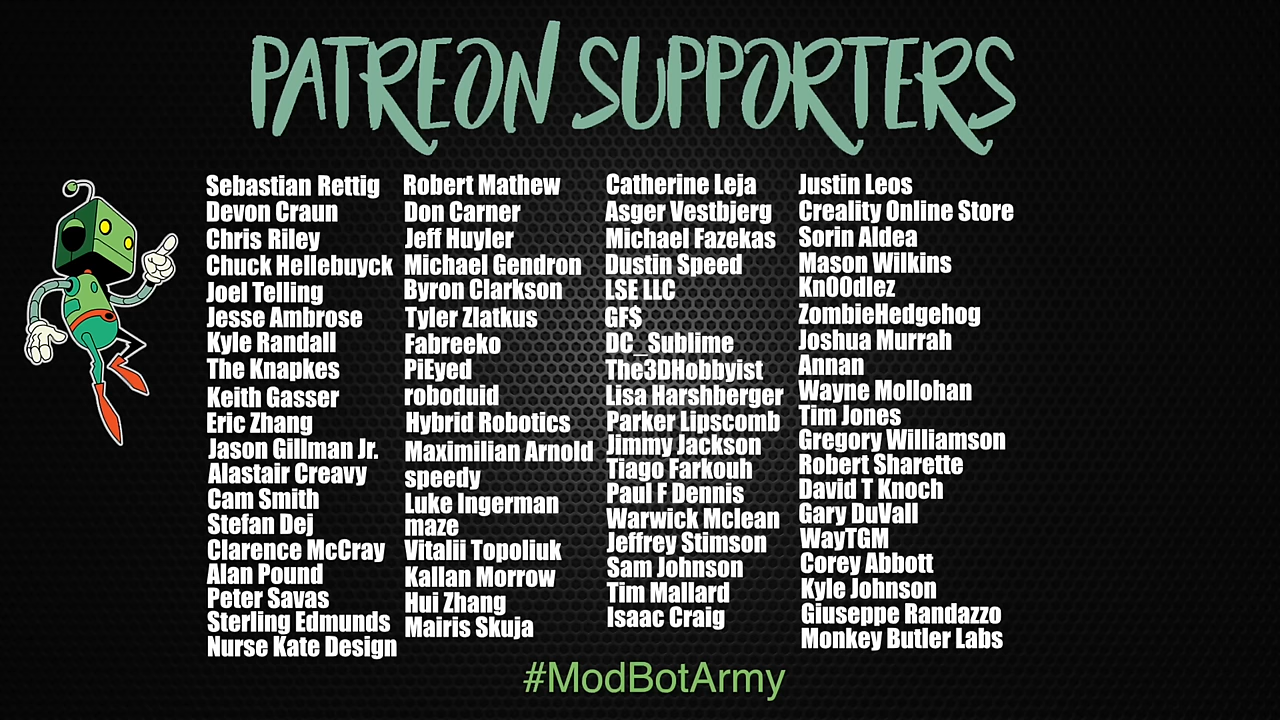 PATREON SUPPORTERS
Sebastian Rettig
Devon Craun
Chris Riley
Chuck Hellebuyck
Joel Telling
Jesse Ambrose
Kyle Randall
The Knapkes
Keith Gasser
Eric Zhang
Jason Gillman Jr.
Alastair Creavy
Cam Smith
Stefan Dej
Clarence McCray
Alan Pound
Peter Savas
Sterling Edmunds
Nurse Kate Design
Robert Mathew
Don Carner
Jeff Huyler
Michael Gendron
Byron Clarkson
Tyler Zlatkus
Fabreeko
PiEyed
roboduid
Hybrid Robotics
Maximilian Arnold
speedy
Luke Ingerman
maze
Vitalii Topoliuk
Kallan Morrow
Hui Zhang
Mairis Skuja
Catherine Leja
Asger Vestbjerg
Michael Fazekas
Dustin Speed
LSE LLC
GF$
DC_Sublime
The3DHobbyist
Lisa Harshberger
Parker Lipscomb
Jimmy Jackson
Tiago Farkouh
Paul F Dennis
Warwick Mclean
Jeffrey Stimson
Sam Johnson
Tim Mallard
Isaac Craig
Justin Leos
Creality Online Store
Sorin Aldea
Mason Wilkins
Kn00dlez
ZombieHedgehog
Joshua Murrah
Annan
Wayne Mollohan
Tim Jones
Gregory Williamson
Robert Sharette
David T Knoch
Gary DuVall
WayTGM
Corey Abbott
Kyle Johnson
Giuseppe Randazzo
Monkey Butler Labs
#ModBotArmy